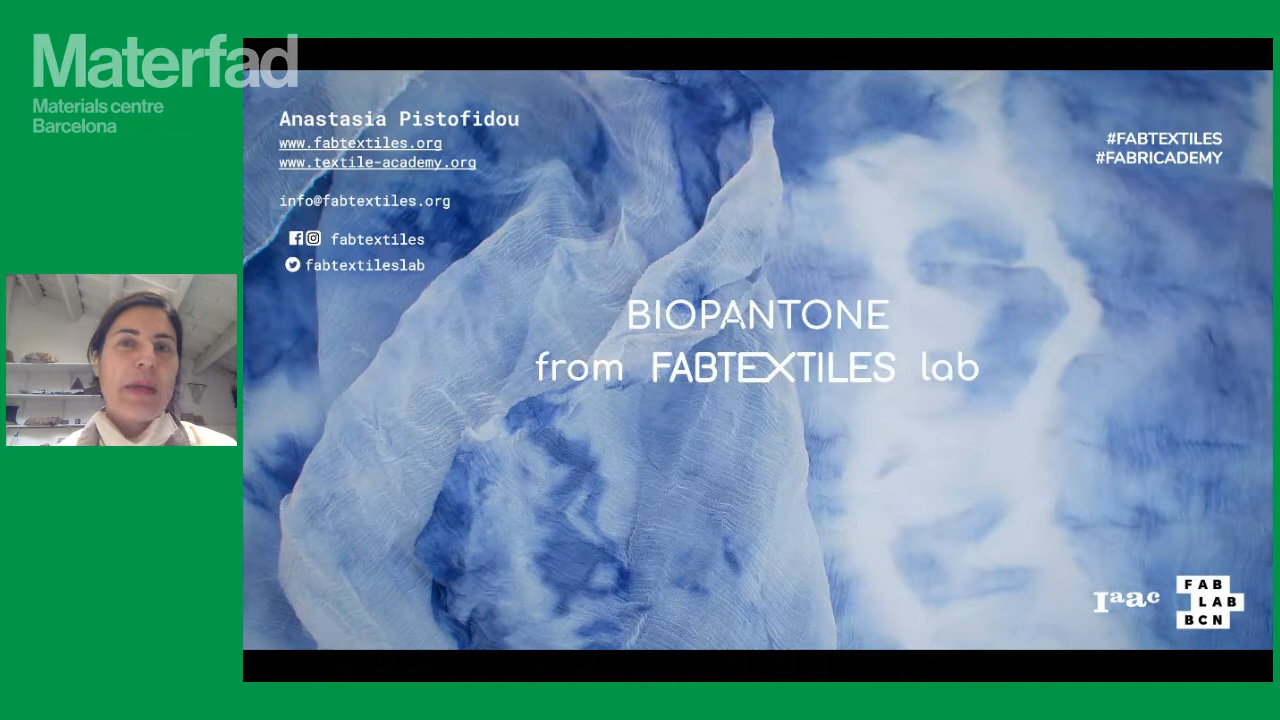 Materfad
Materials centre
Barcelona
Anastasia Pistofidou
www.fabtextiles.org
www.textile-academy.org
info@fabtextiles.org
fabtextiles
fabtextileslab
#FABTEXTILES
#FABRICADEMY
BIOPANTONE
from FABTEXTILES lab
Iaac
FAB
LAB
BCN